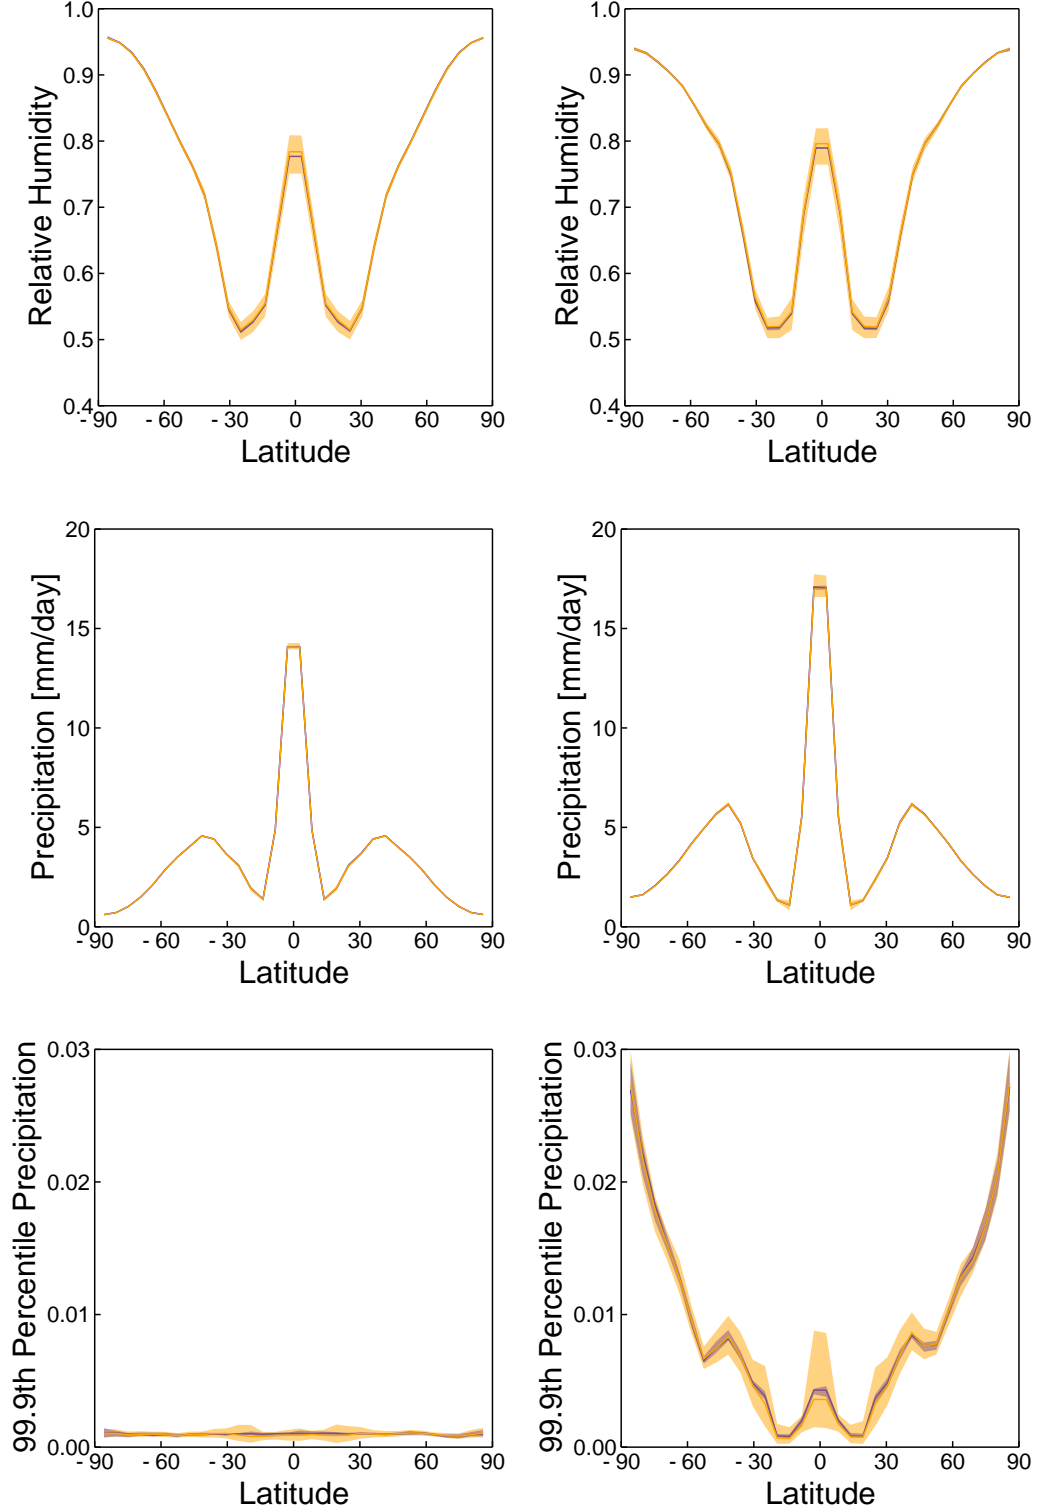 1.0
0.9
0.8
0.7
0.6
0.5
0.4
Relative Humidity
- 90 - 60 - 30 0 30 60 90
Latitude
1.0
0.9
0.8
0.7
0.6
0.5
0.4
Relative Humidity
- 90 - 60 - 30 0 30 60 90
Latitude
20
15
10
5
0
Precipitation [mm/day]
- 90 - 60 - 30 0 30 60 90
Latitude
20
15
10
5
0
Precipitation [mm/day]
- 90 - 60 - 30 0 30 60 90
Latitude
0.03
0.02
0.01
0.00
99.9th Percentile Precipitation
- 90 - 60 - 30 0 30 60 90
Latitude
0.03
0.02
0.01
0.00
99.9th Percentile Precipitation
- 90 - 60 - 30 0 30 60 90
Latitude